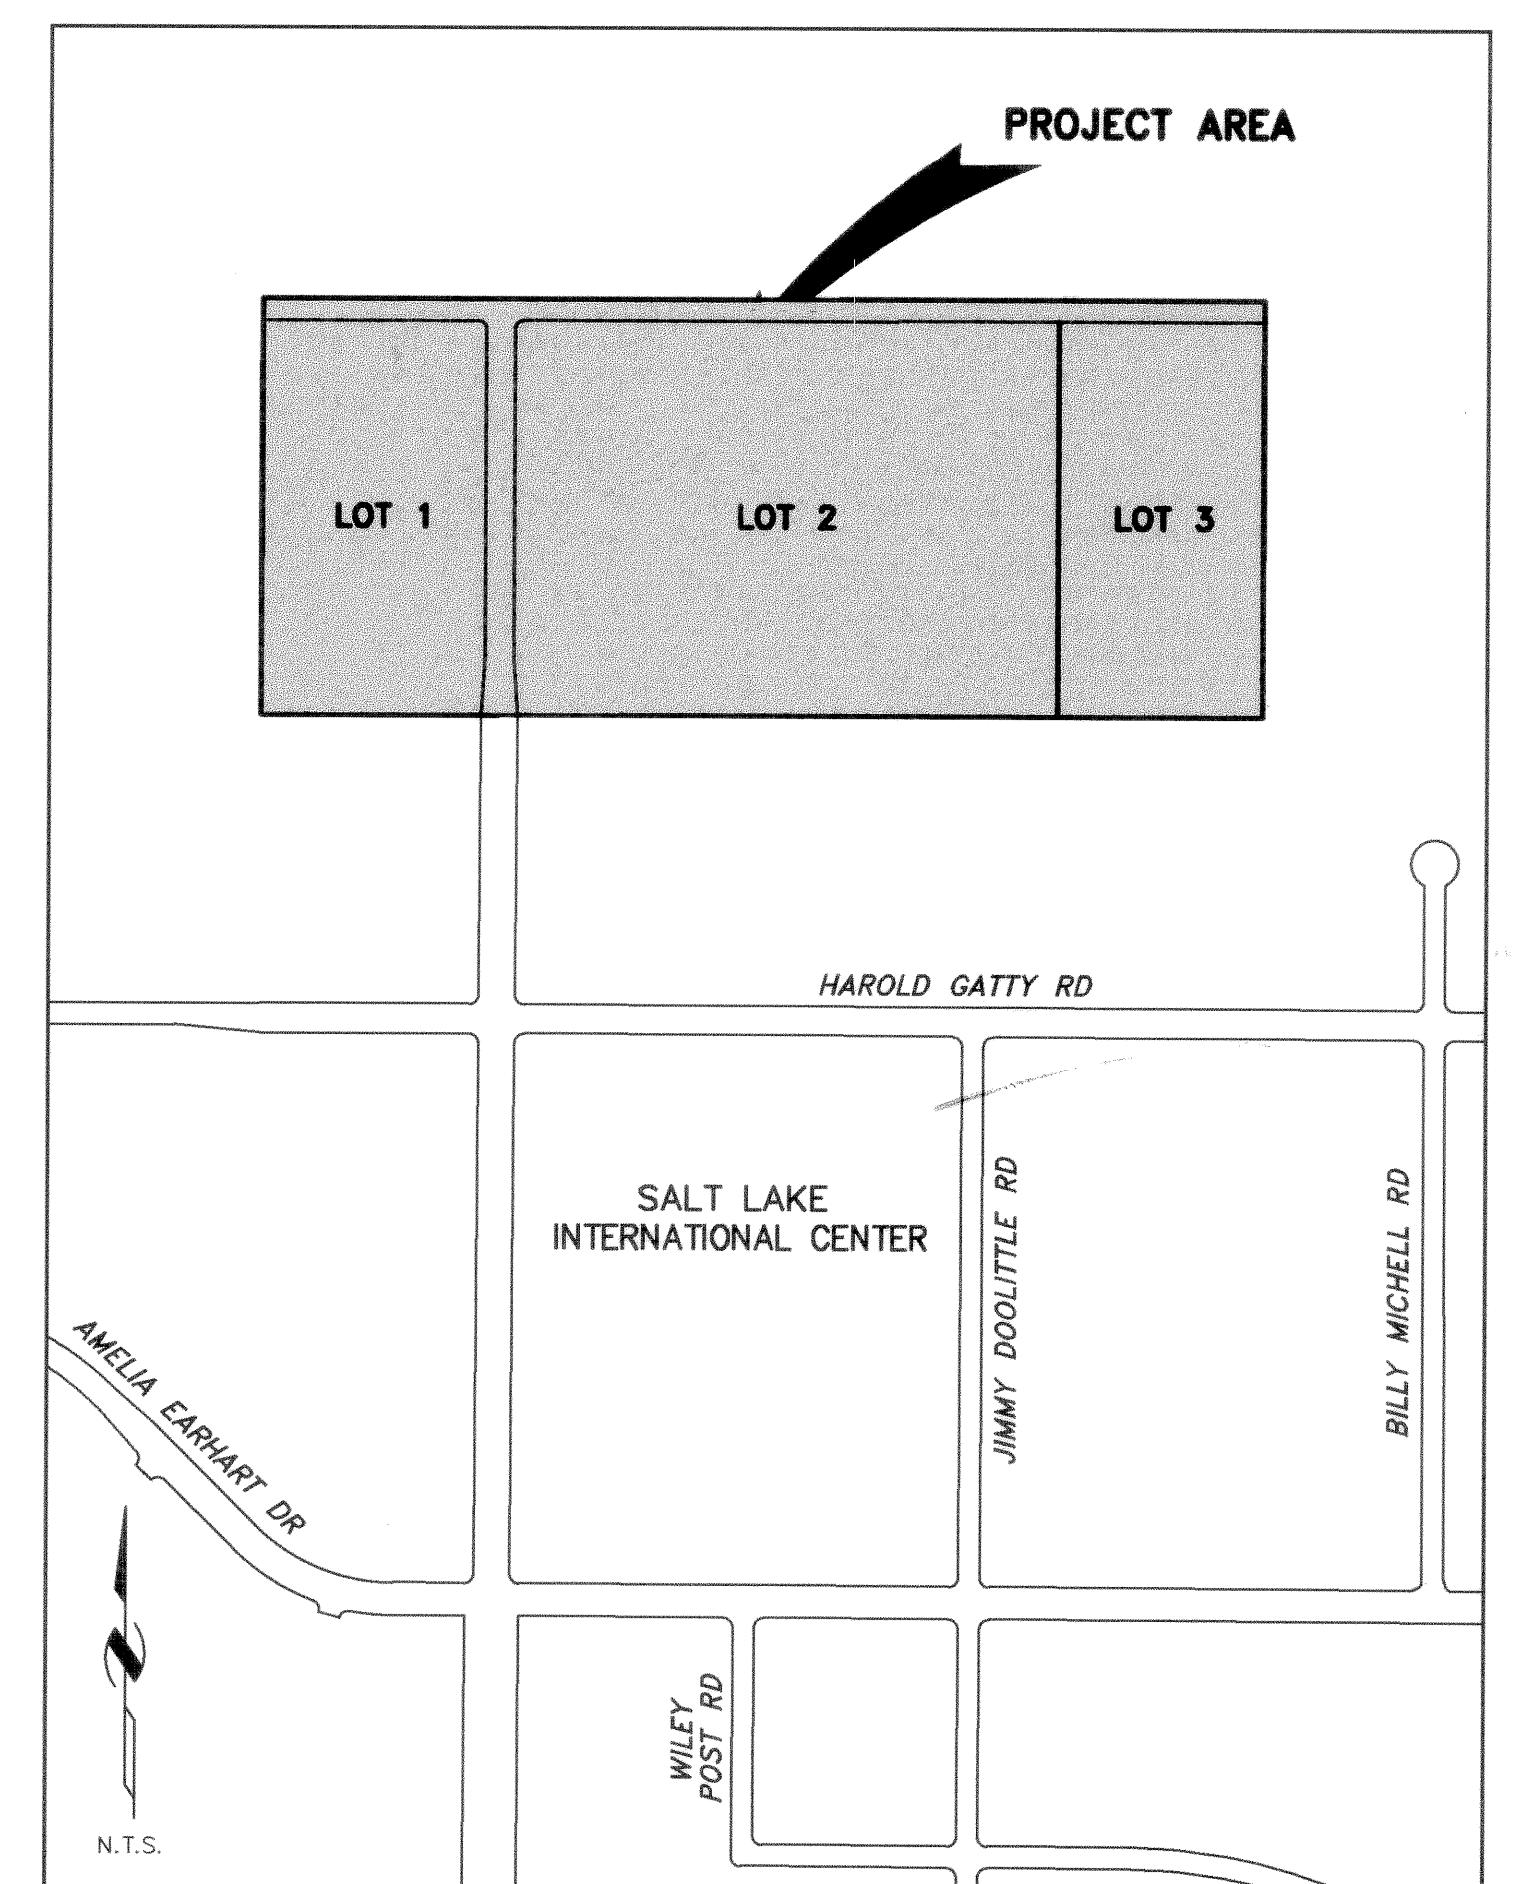 PROJECT AREA
LOT 1
LOT 2
LOT 3
HAROLD GATTY RD
SALT LAKE
INTERNATIONAL CENTER
JIMMY DOOLITTLE RD
BILLY MICHELL RD
AMELIA EARHART DR
WILEY
POST RD
N
N.T.S.